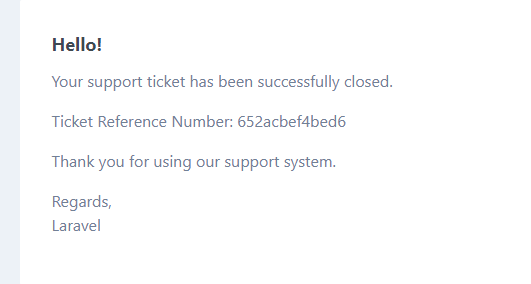 Hello!
Your support ticket has been successfully closed.
Ticket Reference Number: 652acbef4bed6
Thank you for using our support system.
Regards,
Laravel